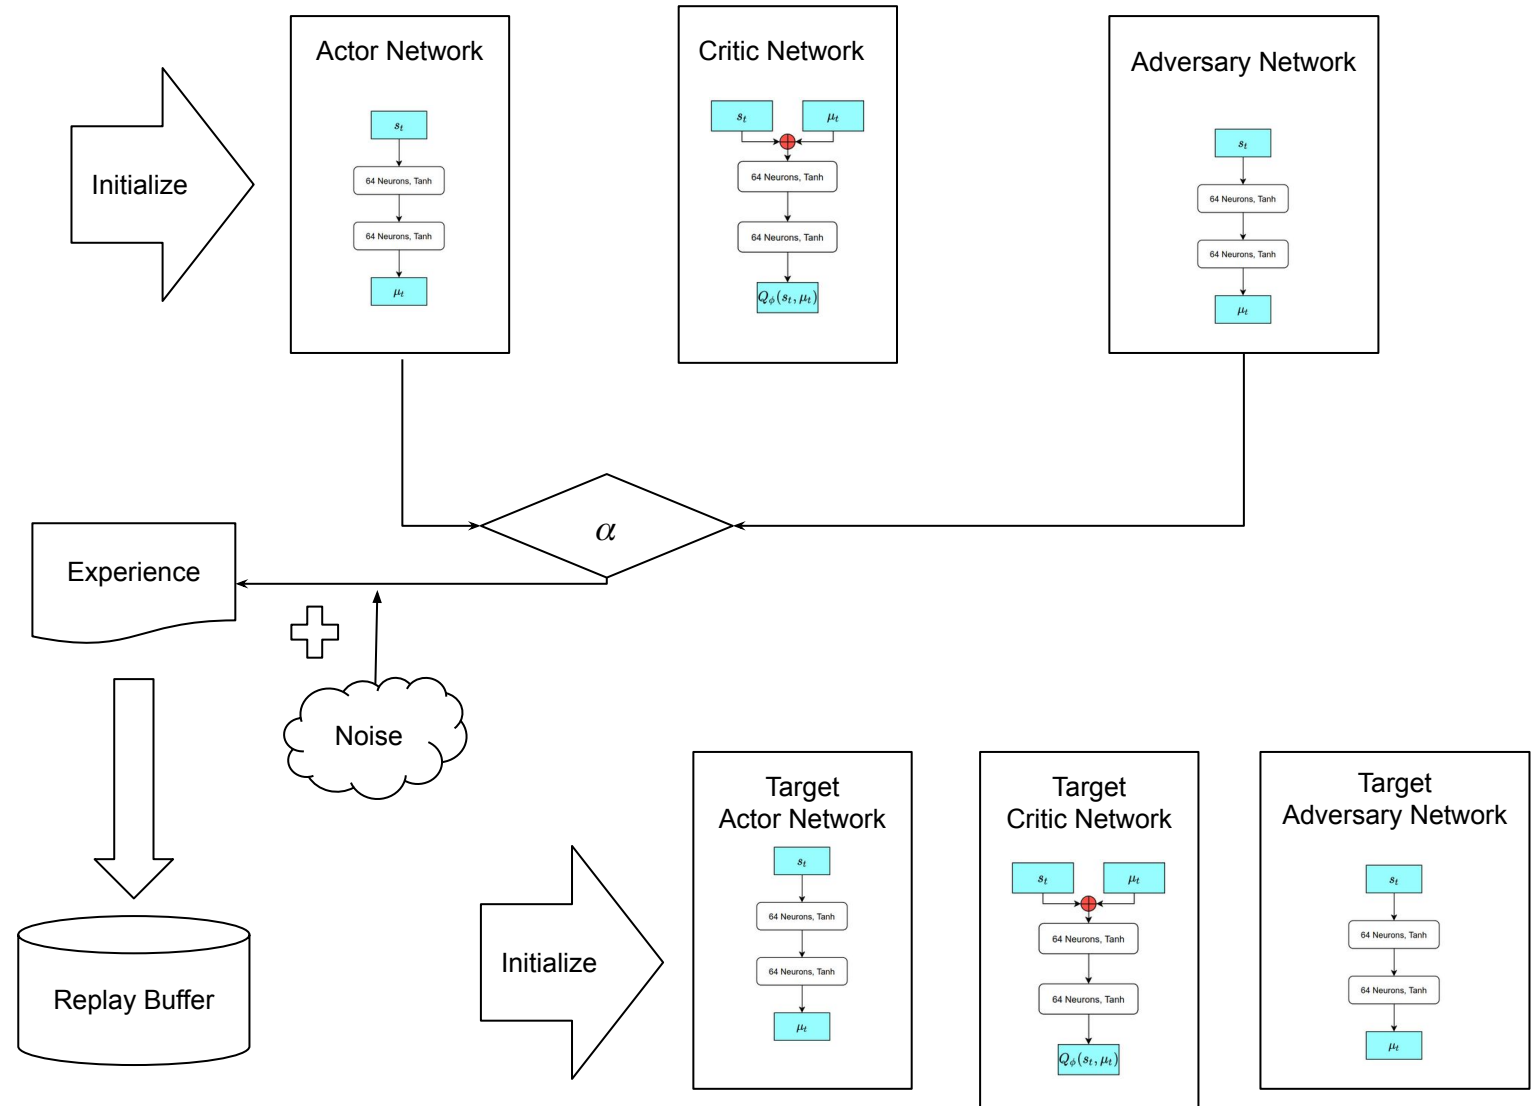 Actor Network
Critic Network
Adversary Network
Initialize
s_t
64 Neurons, Tanh
64 Neurons, Tanh
μ_t
s_t
μ_t
64 Neurons, Tanh
64 Neurons, Tanh
Q_ϕ(s_t, μ_t)
s_t
64 Neurons, Tanh
64 Neurons, Tanh
μ_t
α
Experience
Noise
Replay Buffer
Initialize
Target
Actor Network
s_t
64 Neurons, Tanh
64 Neurons, Tanh
μ_t
Target
Critic Network
s_t
μ_t
64 Neurons, Tanh
64 Neurons, Tanh
Q_ϕ(s_t, μ_t)
Target
Adversary Network
s_t
64 Neurons, Tanh
64 Neurons, Tanh
μ_t